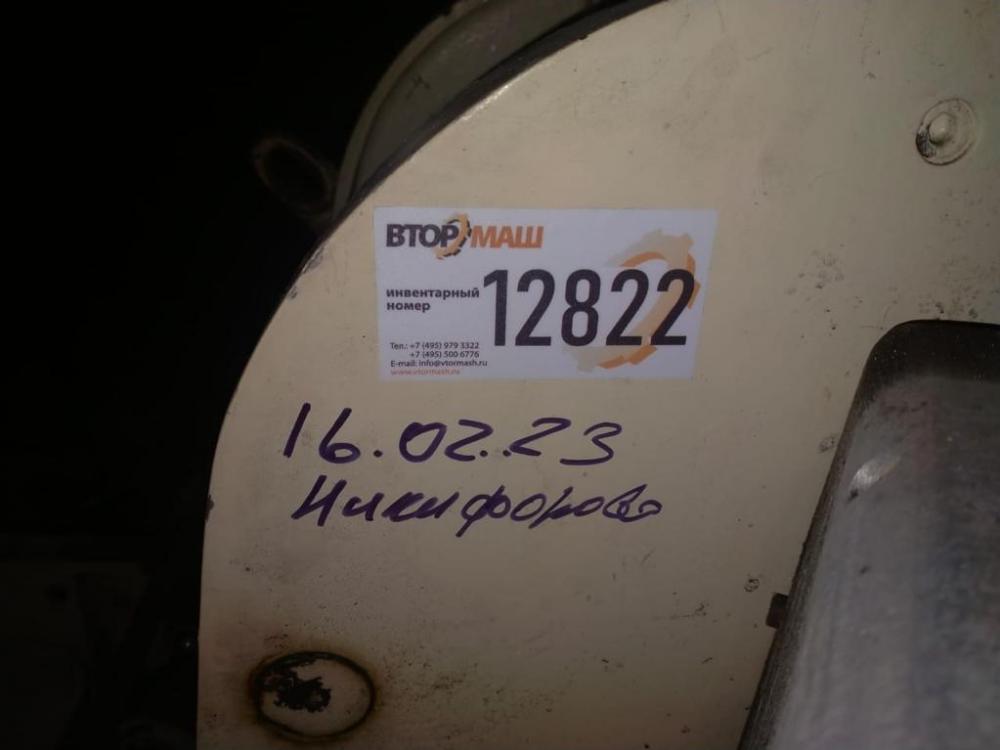 ВТОРМАШ
инвентарный
номер
12822
Тел.: +7 (495) 979 3322
+7 (495) 500 6776
E-mail: info@vtormash.ru
www.vtormash.ru
16.02.23
Никифорово